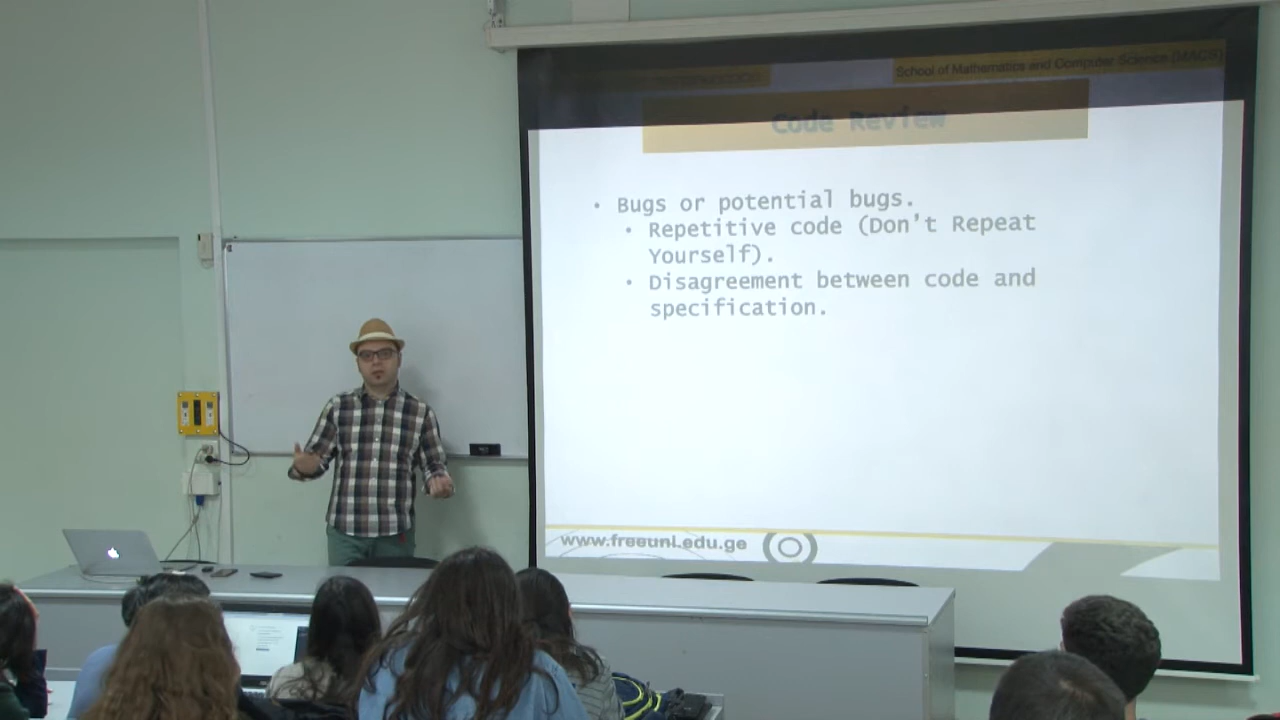 School of Mathematics and Computer Science (MACS)
Code Review
• Bugs or potential bugs.
• Repetitive code (Don't Repeat
Yourself).
• Disagreement between code and
specification.
www.freeuni.edu.ge